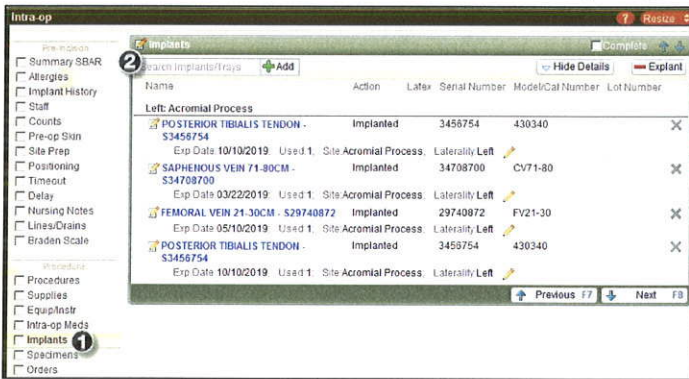 Intra-op
? Resize
Pre-Incision
Summary SBAR
Allergies
Implant History
Staff
Counts
Pre-op Skin
Site Prep
Positioning
Timeout
Delay
Nursing Notes
Lines/Drains
Braden Scale
Procedure
Procedures
Supplies
Equip/Instr
Intra-op Meds
Implants 1
Specimens
Orders
Implants
Complete
2 Search Implants/Trays Add Hide Details Explant
Name Action Latex Serial Number Model/Cat Number Lot Number
Left: Acromial Process
POSTERIOR TIBIALIS TENDON - Implanted 3456754 430340
S3456754
Exp Date 10/10/2019; Used 1; Site Acromial Process; Laterality Left
SAPHENOUS VEIN 71-80CM - Implanted 34708700 CV71-80
S34708700
Exp Date 03/22/2019; Used 1; Site Acromial Process; Laterality Left
FEMORAL VEIN 21-30CM - S29740872 Implanted 29740872 FV21-30
Exp Date 05/10/2019; Used 1; Site Acromial Process; Laterality Left
POSTERIOR TIBIALIS TENDON - Implanted 3456754 430340
S3456754
Exp Date 10/10/2019; Used 1; Site Acromial Process; Laterality Left
Previous F7 Next F8